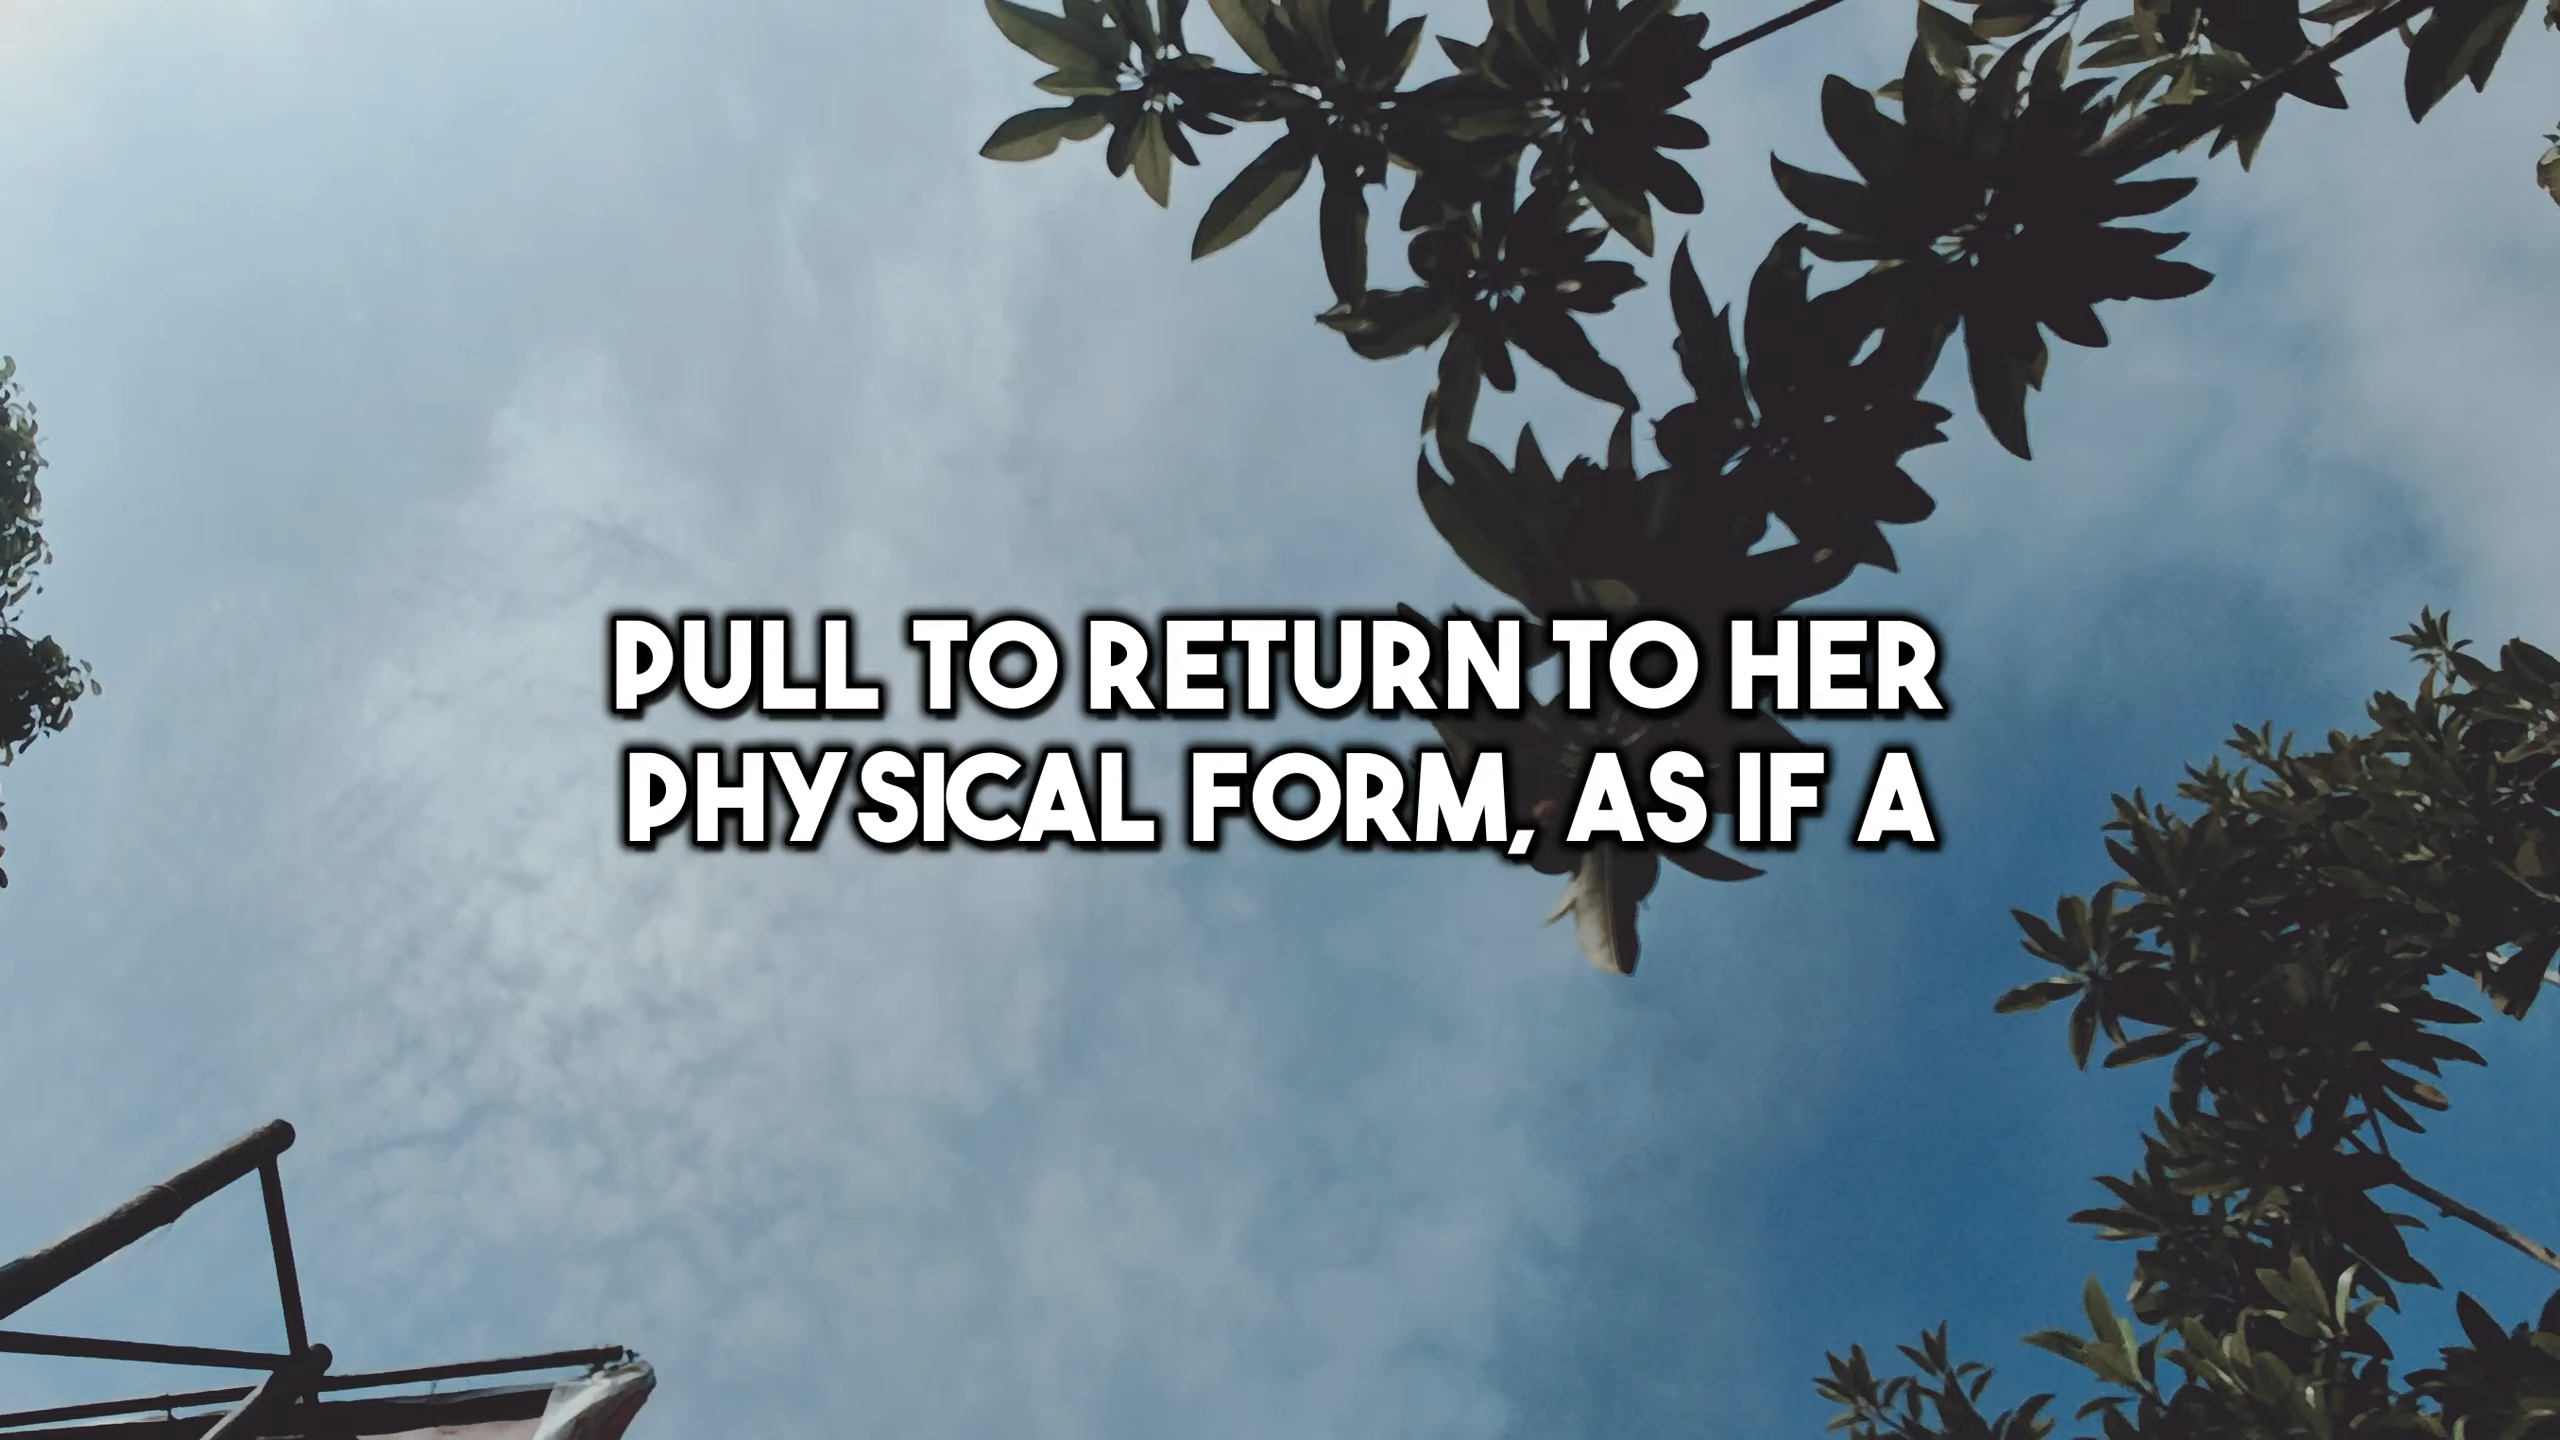 PULL TO RETURN TO HER
PHYSICAL FORM, AS IF A